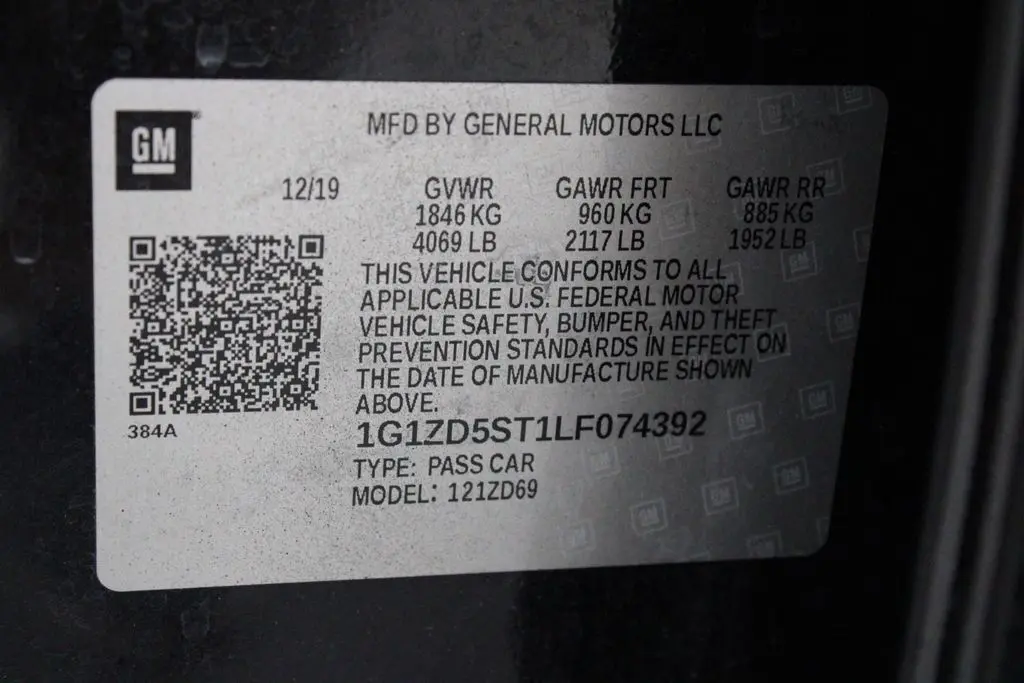 GM
MFD BY GENERAL MOTORS LLC
12/19 GVWR GAWR FRT GAWR RR
1846 KG 960 KG 885 KG
4069 LB 2117 LB 1952 LB
THIS VEHICLE CONFORMS TO ALL
APPLICABLE U.S. FEDERAL MOTOR
VEHICLE SAFETY, BUMPER, AND THEFT
PREVENTION STANDARDS IN EFFECT ON
THE DATE OF MANUFACTURE SHOWN
ABOVE.
384A
1G1ZD5ST1LF074392
TYPE: PASS CAR
MODEL: 121ZD69